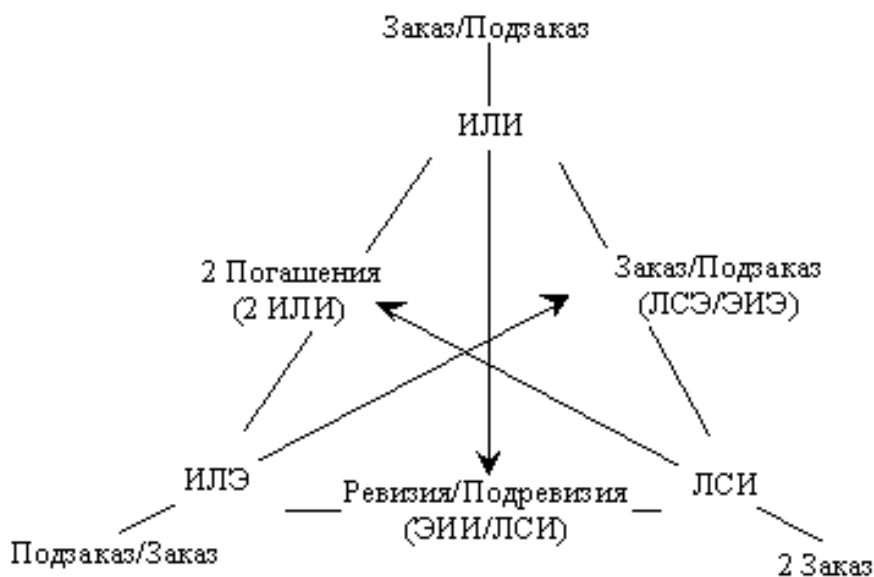 Заказ/Подзаказ
ИЛИ
2 Погашения
(2 ИЛИ)
Заказ/Подзаказ
(ЛСЭ/ЭИЭ)
ИЛЭ
Ревизия/Подревизия
(ЭИИ/ЛСИ)
ЛСИ
Подзаказ/Заказ
2 Заказ